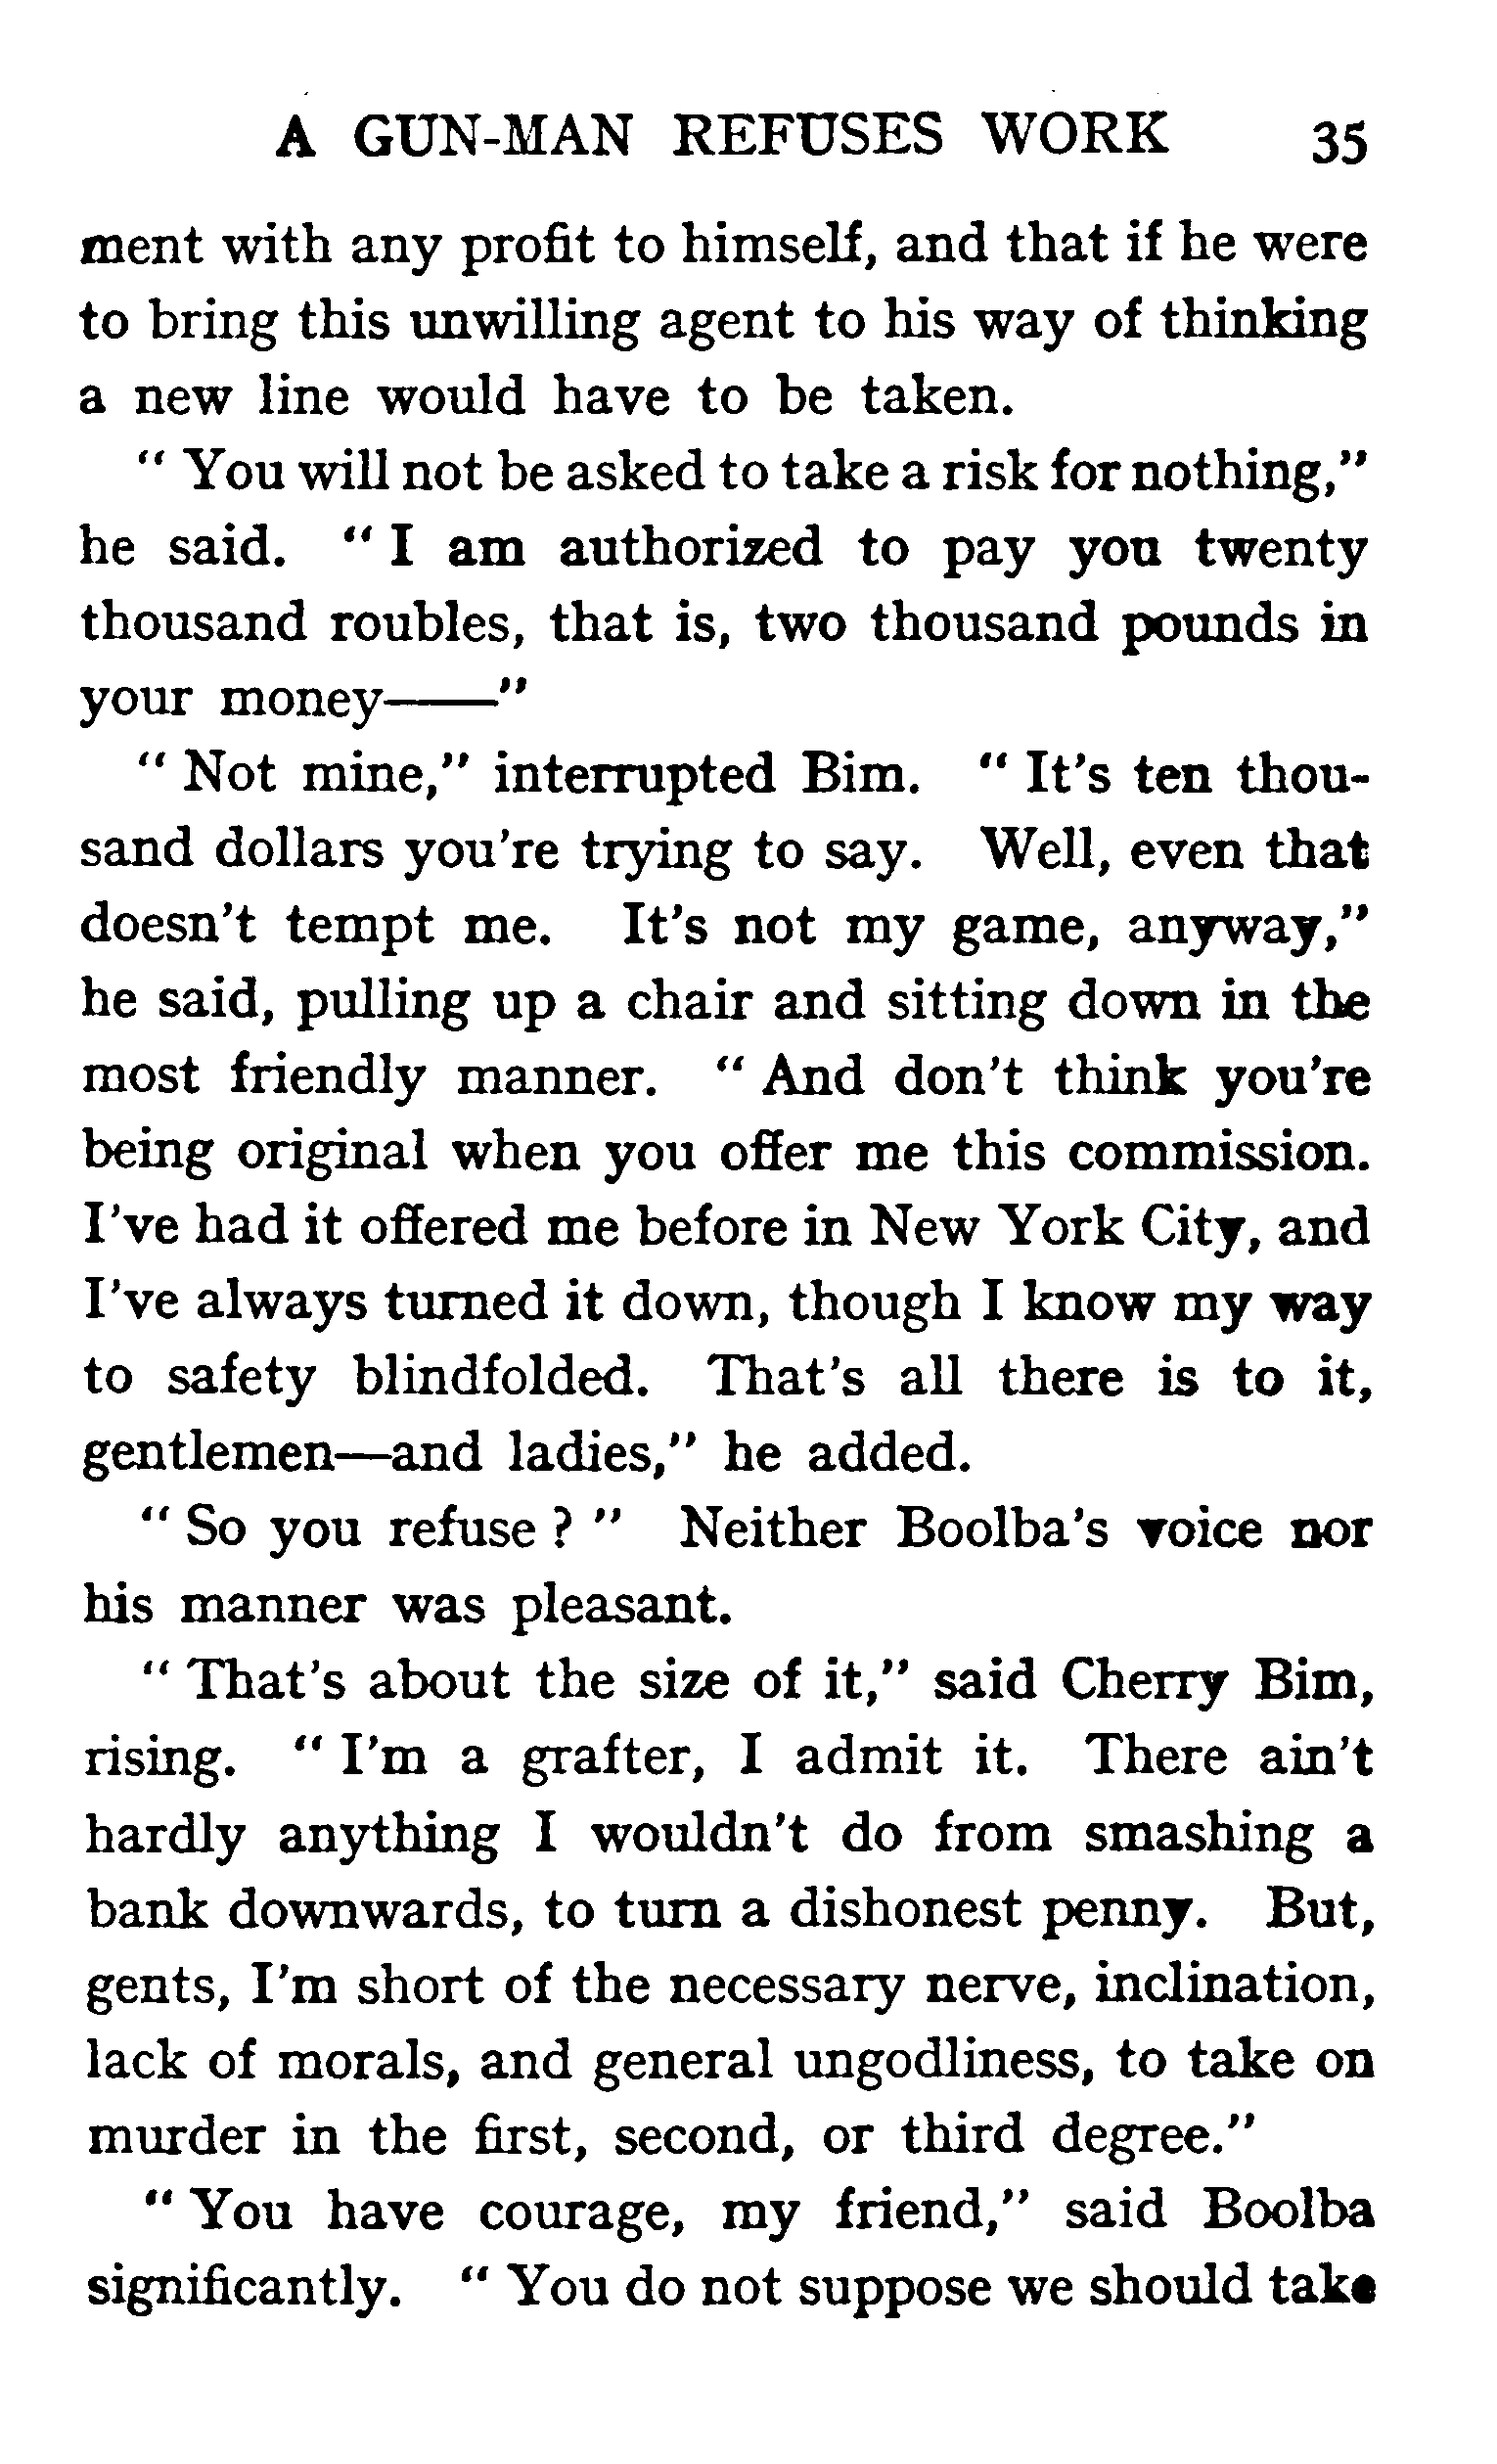 A GUN-MAN REFUSES WORK 35
ment with any profit to himself, and that if he were
to bring this unwilling agent to his way of thinking
a new line would have to be taken.
" You will not be asked to take a risk for nothing,"
he said. " I am authorized to pay you twenty
thousand roubles, that is, two thousand pounds in
your money——"
" Not mine," interrupted Bim. " It's ten thou-
sand dollars you're trying to say. Well, even that
doesn't tempt me. It's not my game, anyway,"
he said, pulling up a chair and sitting down in the
most friendly manner. " And don't think you're
being original when you offer me this commission.
I've had it offered me before in New York City, and
I've always turned it down, though I know my way
to safety blindfolded. That's all there is to it,
gentlemen—and ladies," he added.
" So you refuse ? " Neither Boolba's voice nor
his manner was pleasant.
" That's about the size of it," said Cherry Bim,
rising. " I'm a grafter, I admit it. There ain't
hardly anything I wouldn't do from smashing a
bank downwards, to turn a dishonest penny. But,
gents, I'm short of the necessary nerve, inclination,
lack of morals, and general ungodliness, to take on
murder in the first, second, or third degree."
" You have courage, my friend," said Boolba
significantly. " You do not suppose we should take